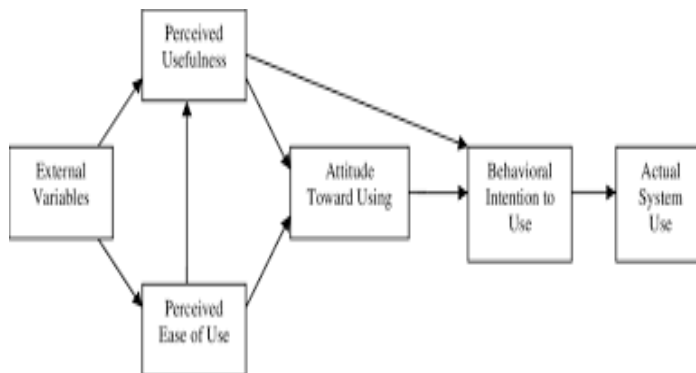 Perceived
Usefulness
External
Variables
Attitude
Toward Using
Behavioral
Intention to
Use
Actual
System
Use
Perceived
Ease of Use